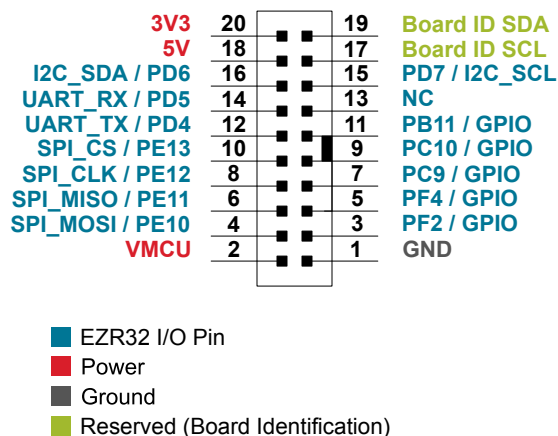 3V3 20 19 Board ID SDA
5V 18 17 Board ID SCL
I2C_SDA / PD6 16 15 PD7 / I2C_SCL
UART_RX / PD5 14 13 NC
UART_TX / PD4 12 11 PB11 / GPIO
SPI_CS / PE13 10 9 PC10 / GPIO
SPI_CLK / PE12 8 7 PC9 / GPIO
SPI_MISO / PE11 6 5 PF4 / GPIO
SPI_MOSI / PE10 4 3 PF2 / GPIO
VMCU 2 1 GND
EZR32 I/O Pin
Power
Ground
Reserved (Board Identification)